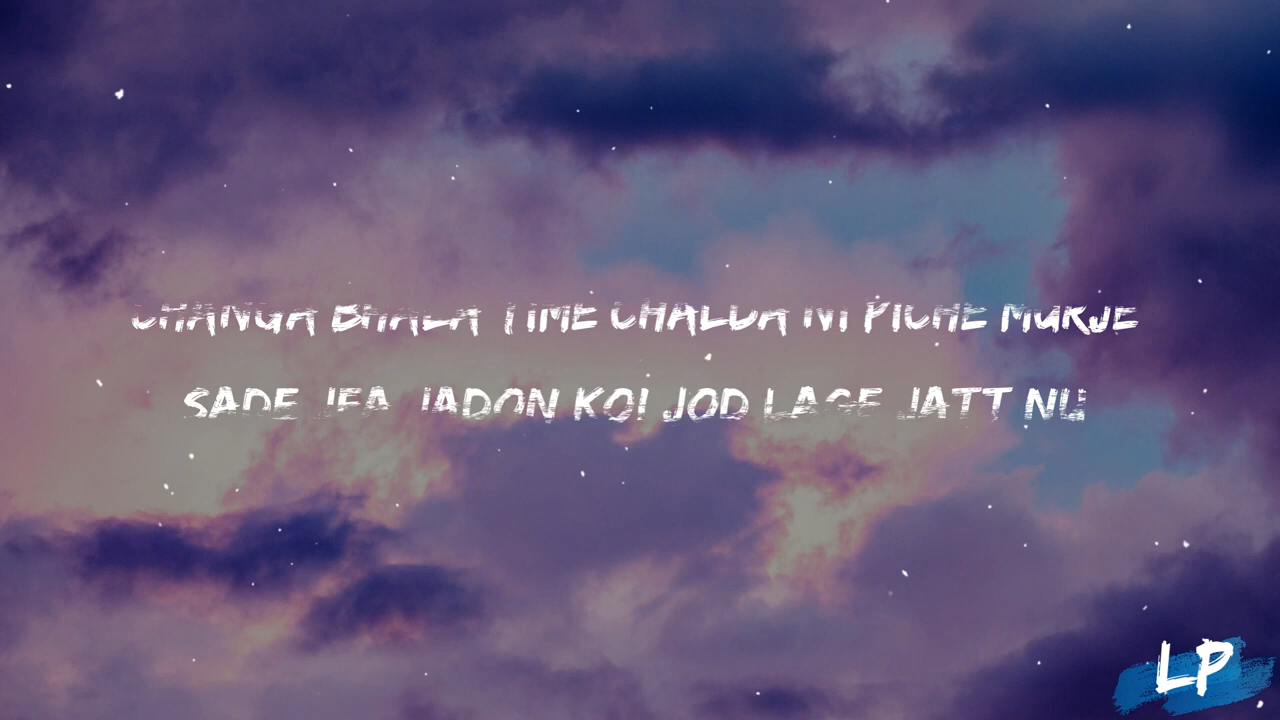 CHANGA BHALA TIME CHALDA NI PICHE MURJE
SADE JEA JADON KOI JOD LAGE JATT NU
LP